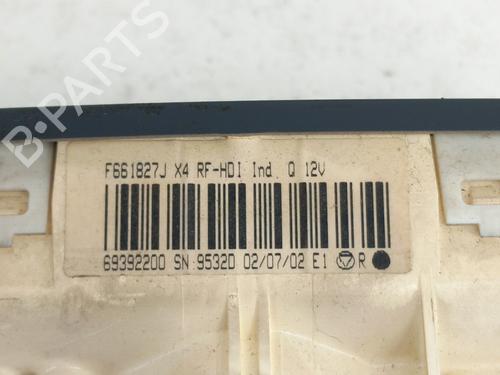 B-PARTS
F661827J X4 RF-HDI Ind. Q 12V
69392200 SN 9532D 02/07/02 E1 R